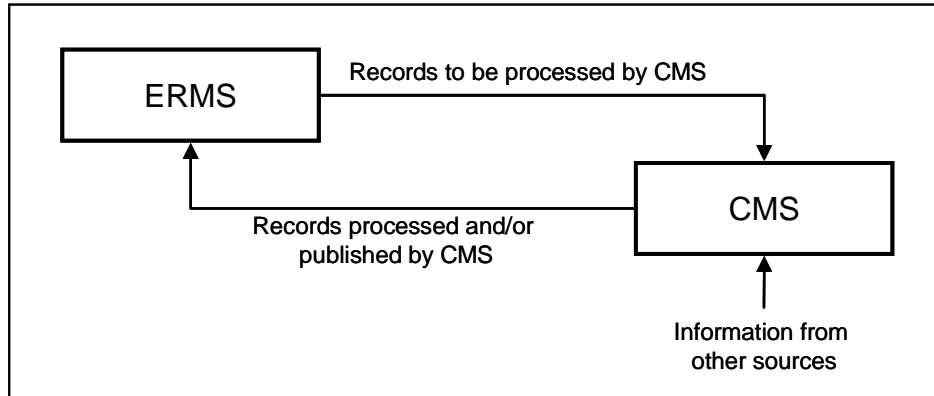 ERMS
Records to be processed by CMS
CMS
Records processed and/or
published by CMS
Information from
other sources